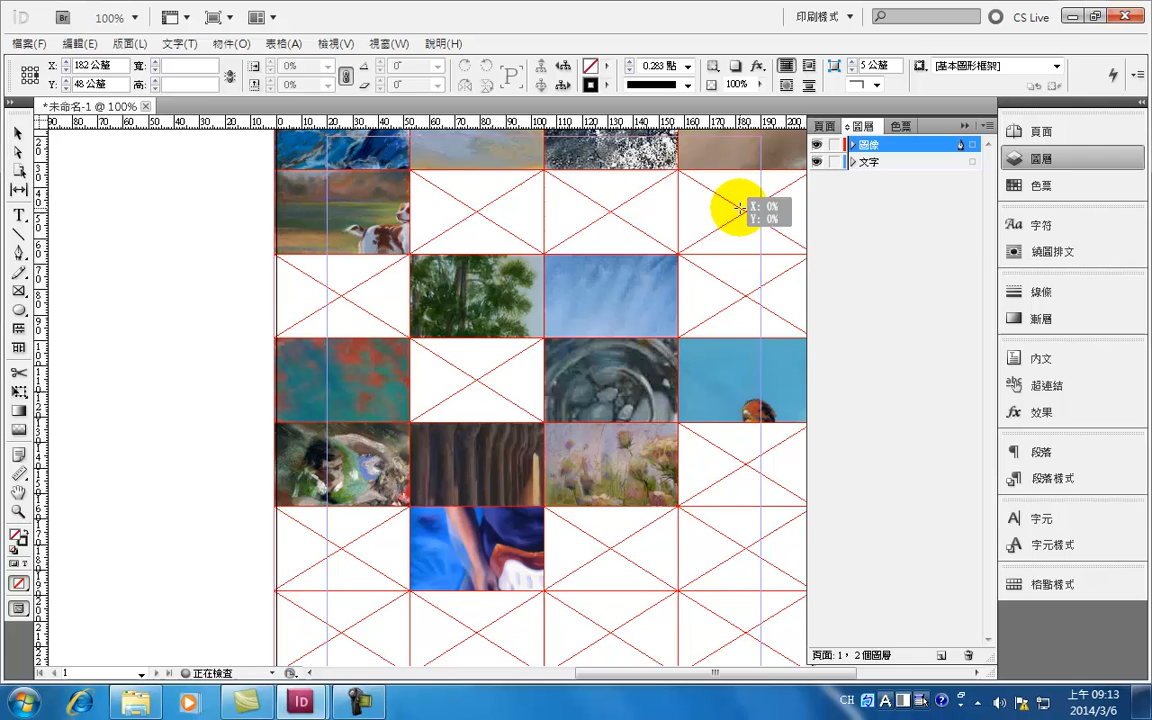 Br 100% 印刷樣式 CS Live
檔案(F) 編輯(E) 版面(L) 文字(T) 物件(O) 表格(A) 檢視(V) 視窗(W) 說明(H)
X: 182 公釐 寬: 0% 0° 0.283 點 fx. 5 公釐 [基本圖形框架]
Y: 48 公釐 高: 0% 0° 100%
*未命名-1 @ 100%
頁面 圖層 色票
圖像
文字
X: 0%
Y: 0%
頁面
圖層
色票
字符
繞圖排文
線條
漸層
內文
超連結
效果
段落
段落樣式
字元
字元樣式
格點樣式
頁面: 1， 2 個圖層
1 正在檢查
CH 上午 09:13
2014/3/6